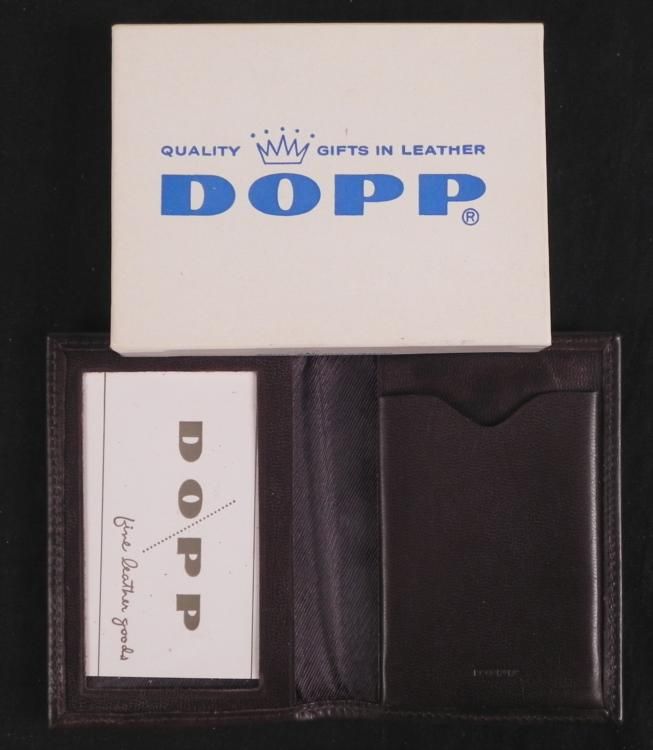 QUALITY GIFTS IN LEATHER
DOPP®
DOPP
fine leather goods